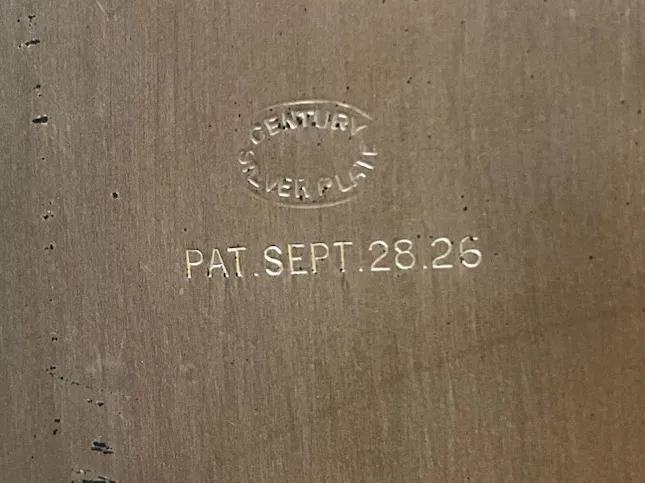 CENTURY
SILVER PLATE
PAT. SEPT. 28. 26